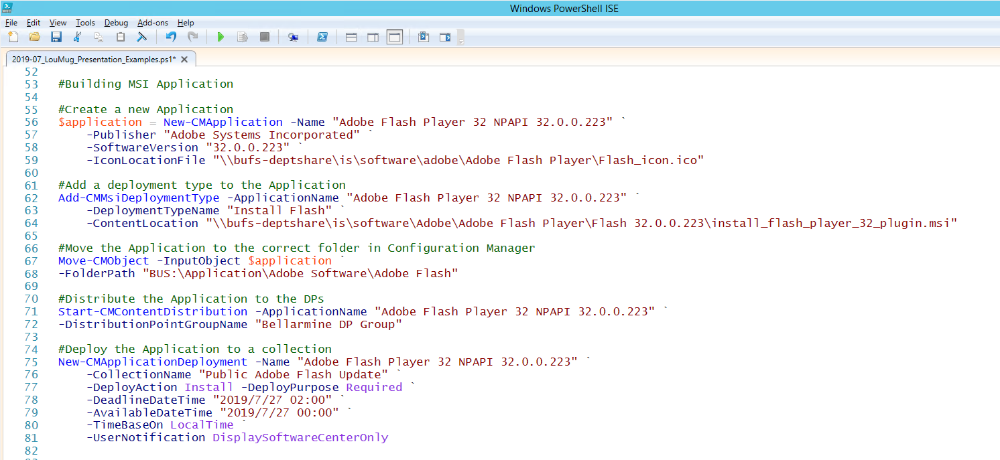 Windows PowerShell ISE
File Edit View Tools Debug Add-ons Help
2019-07_LouMug_Presentation_Examples.ps1*
52
53 #Building MSI Application
54
55 #Create a new Application
56 $application = New-CMApplication -Name "Adobe Flash Player 32 NPAPI 32.0.0.223" `
57 -Publisher "Adobe Systems Incorporated" `
58 -SoftwareVersion "32.0.0.223" `
59 -IconLocationFile "\\bufs-deptshare\is\software\adobe\Adobe Flash Player\Flash_icon.ico"
60
61 #Add a deployment type to the Application
62 Add-CMMsiDeploymentType -ApplicationName "Adobe Flash Player 32 NPAPI 32.0.0.223" `
63 -DeploymentTypeName "Install Flash" `
64 -ContentLocation "\\bufs-deptshare\is\software\Adobe\Adobe Flash Player\Flash 32.0.0.223\install_flash_player_32_plugin.msi"
65
66 #Move the Application to the correct folder in Configuration Manager
67 Move-CMObject -InputObject $application `
68 -FolderPath "BUS:\Application\Adobe Software\Adobe Flash"
69
70 #Distribute the Application to the DPs
71 Start-CMContentDistribution -ApplicationName "Adobe Flash Player 32 NPAPI 32.0.0.223" `
72 -DistributionPointGroupName "Bellarmine DP Group"
73
74 #Deploy the Application to a collection
75 New-CMApplicationDeployment -Name "Adobe Flash Player 32 NPAPI 32.0.0.223" `
76 -CollectionName "Public Adobe Flash Update" `
77 -DeployAction Install -DeployPurpose Required `
78 -DeadlineDateTime "2019/7/27 02:00" `
79 -AvailableDateTime "2019/7/27 00:00" `
80 -TimeBaseOn LocalTime `
81 -UserNotification DisplaySoftwareCenterOnly
82